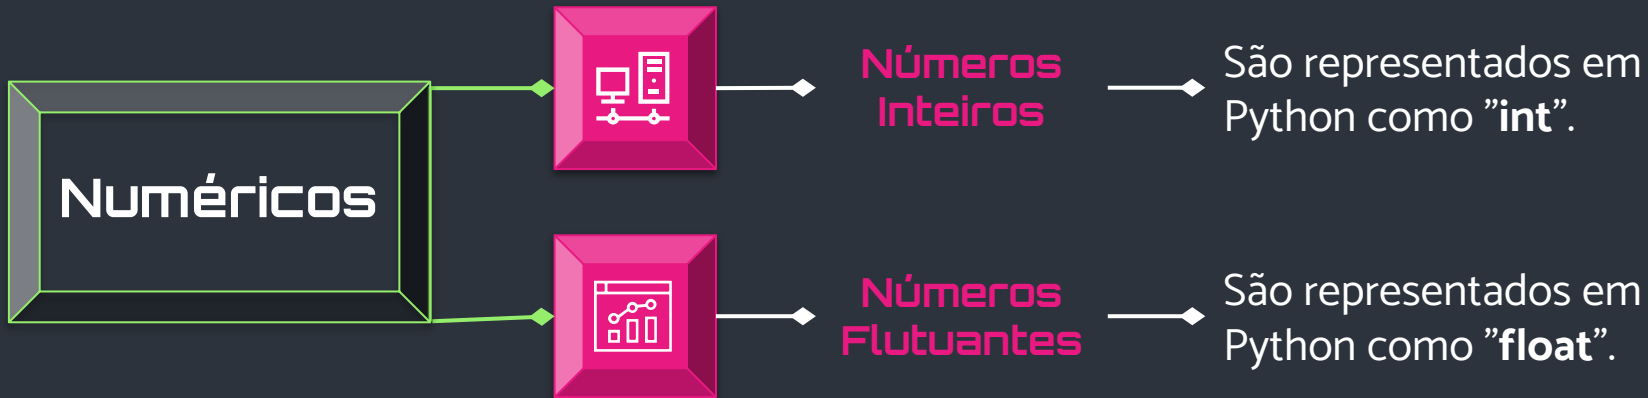 Numéricos
Números
Inteiros
São representados em
Python como ”int”.
Números
Flutuantes
São representados em
Python como ”float”.